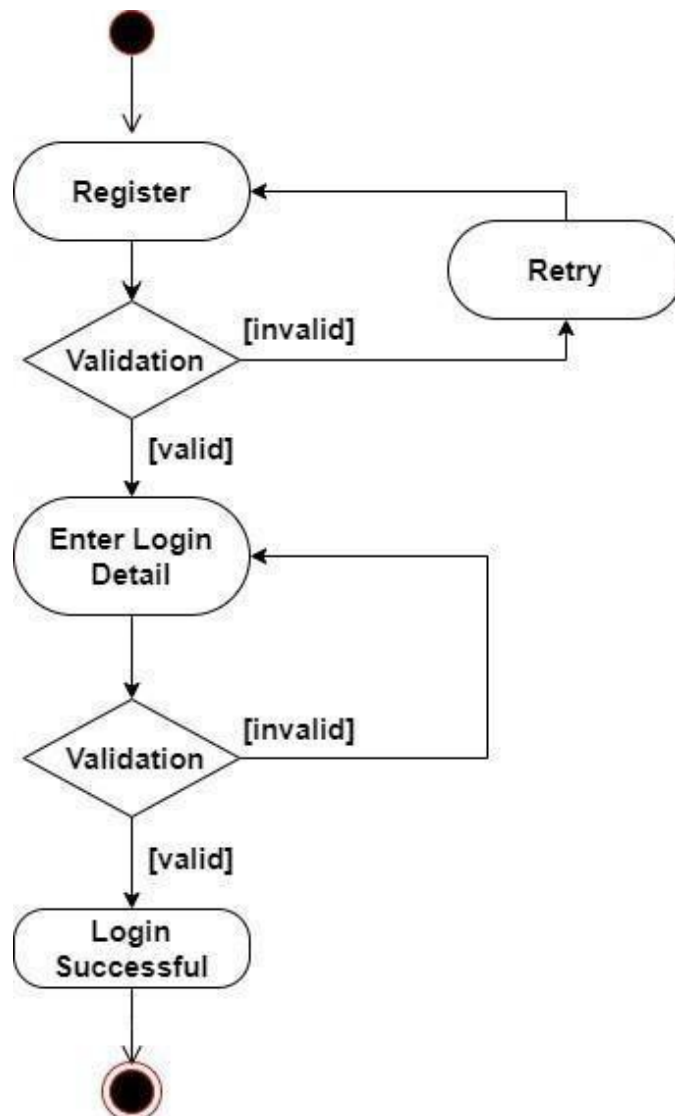 Register
Retry
[invalid]
Validation
[valid]
Enter Login
Detail
[invalid]
Validation
[valid]
Login
Successful